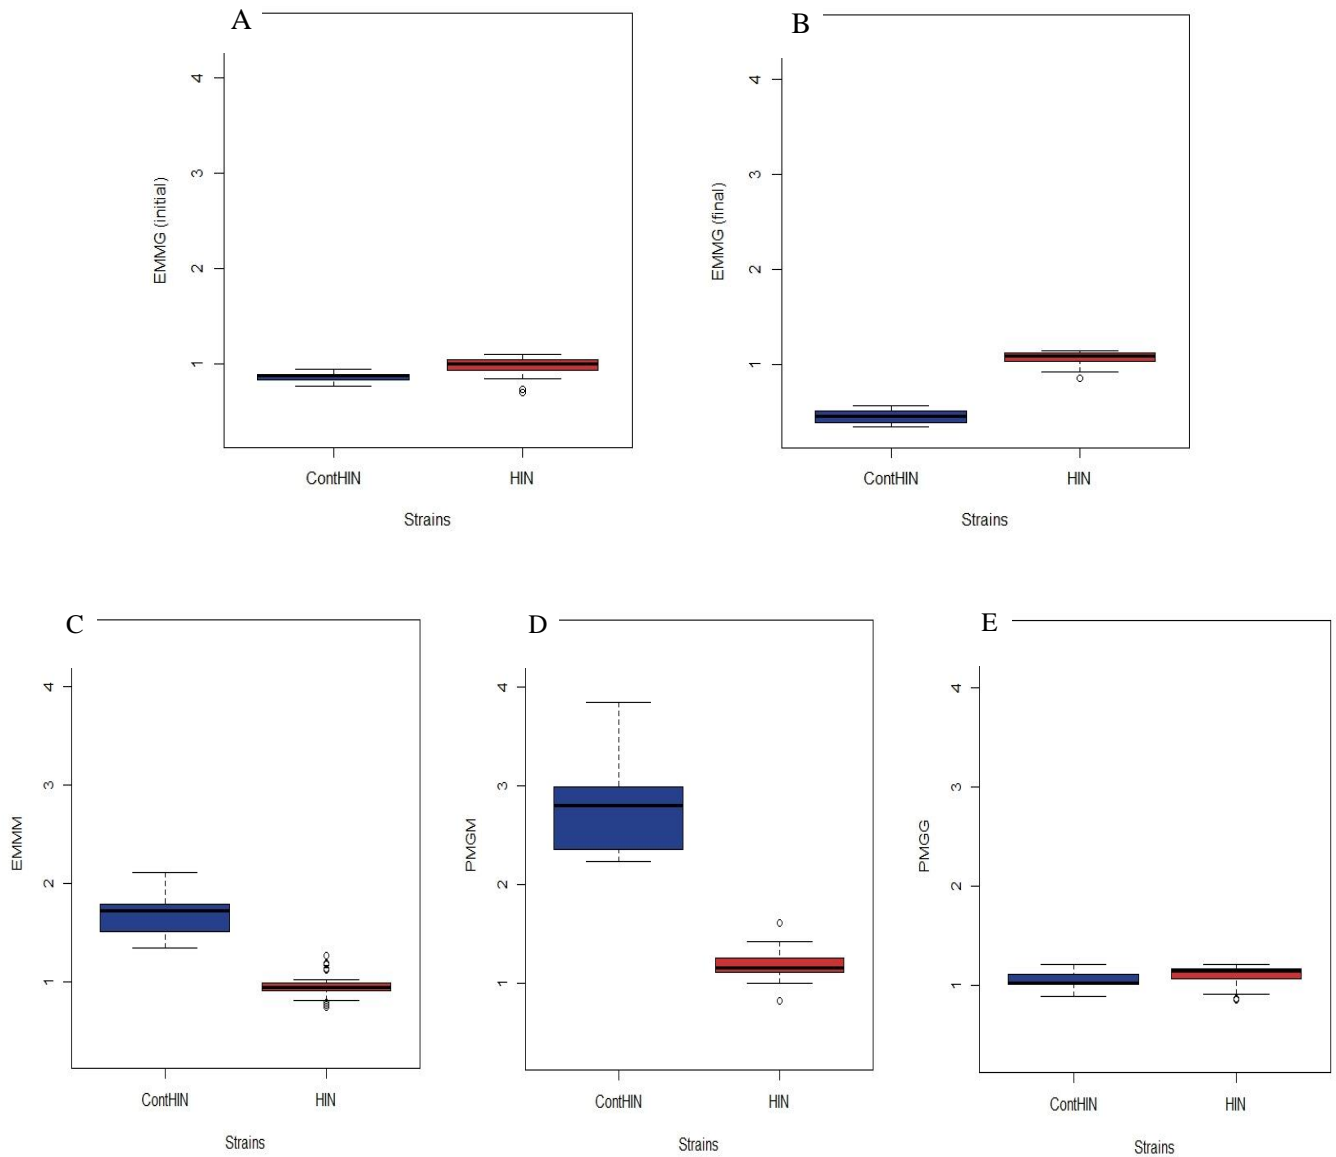 A
EMMG (initial)
4
3
2
1
ContHIN HIN
Strains
B
EMMG (final)
4
3
2
1
ContHIN HIN
Strains
C
EMMM
4
3
2
1
ContHIN HIN
Strains
D
PMGM
4
3
2
1
ContHIN HIN
Strains
E
PMGG
4
3
2
1
ContHIN HIN
Strains